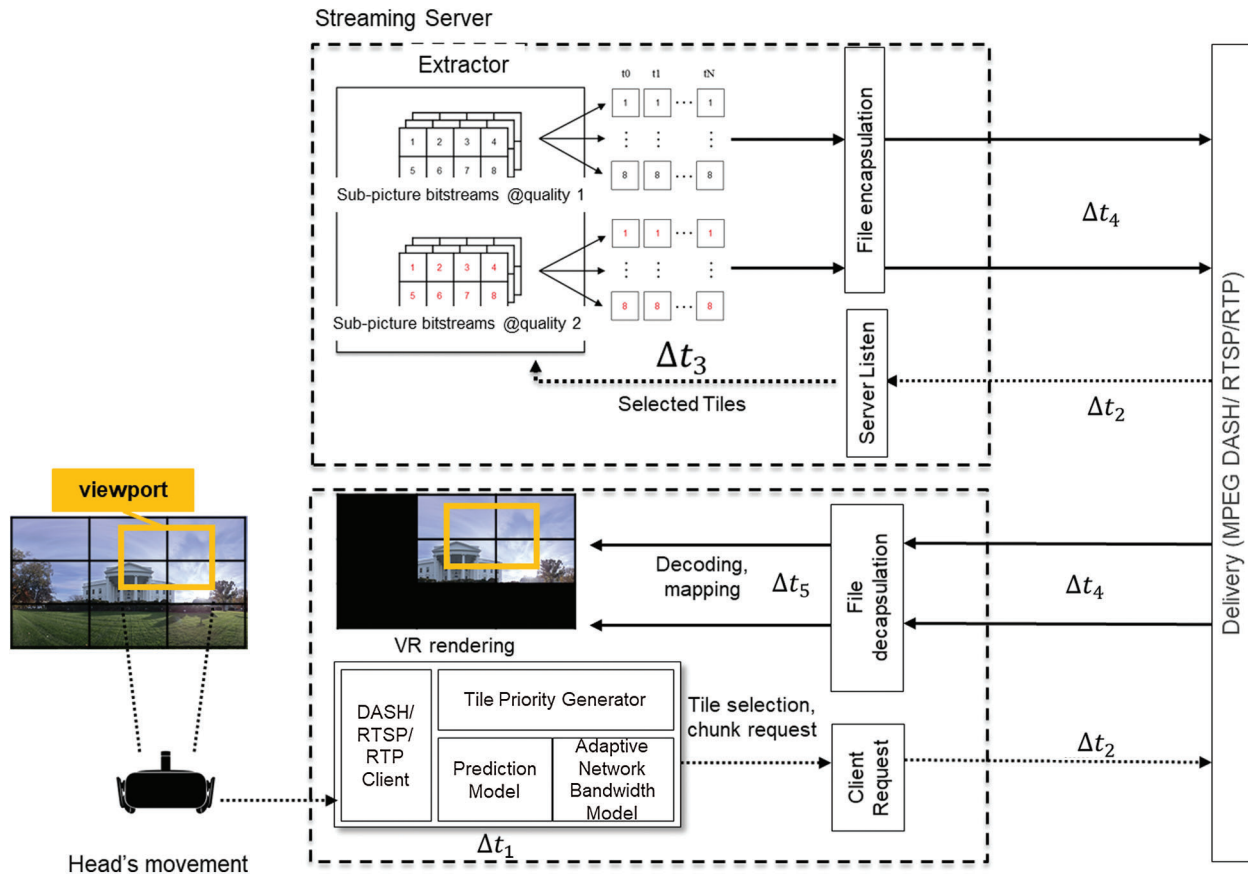 Streaming Server
Extractor
t0 t1 tN
1 2 3 4
5 6 7 8
Sub-picture bitstreams @quality 1
1 1 ··· 1
⋮ ⋮ ⋮
8 8 ··· 8
1 2 3 4
5 6 7 8
Sub-picture bitstreams @quality 2
1 1 ··· 1
⋮ ⋮ ⋮
8 8 ··· 8
File encapsulation
Δt₄
Δt₃
Selected Tiles
Server Listen
Δt₂
Delivery (MPEG DASH/ RTSP/RTP)
viewport
Decoding,
mapping
Δt₅
File
decapsulation
Δt₄
VR rendering
DASH/
RTSP/
RTP
Client
Tile Priority Generator
Prediction
Model
Adaptive
Network
Bandwidth
Model
Δt₁
Tile selection,
chunk request
Client
Request
Δt₂
Head's movement